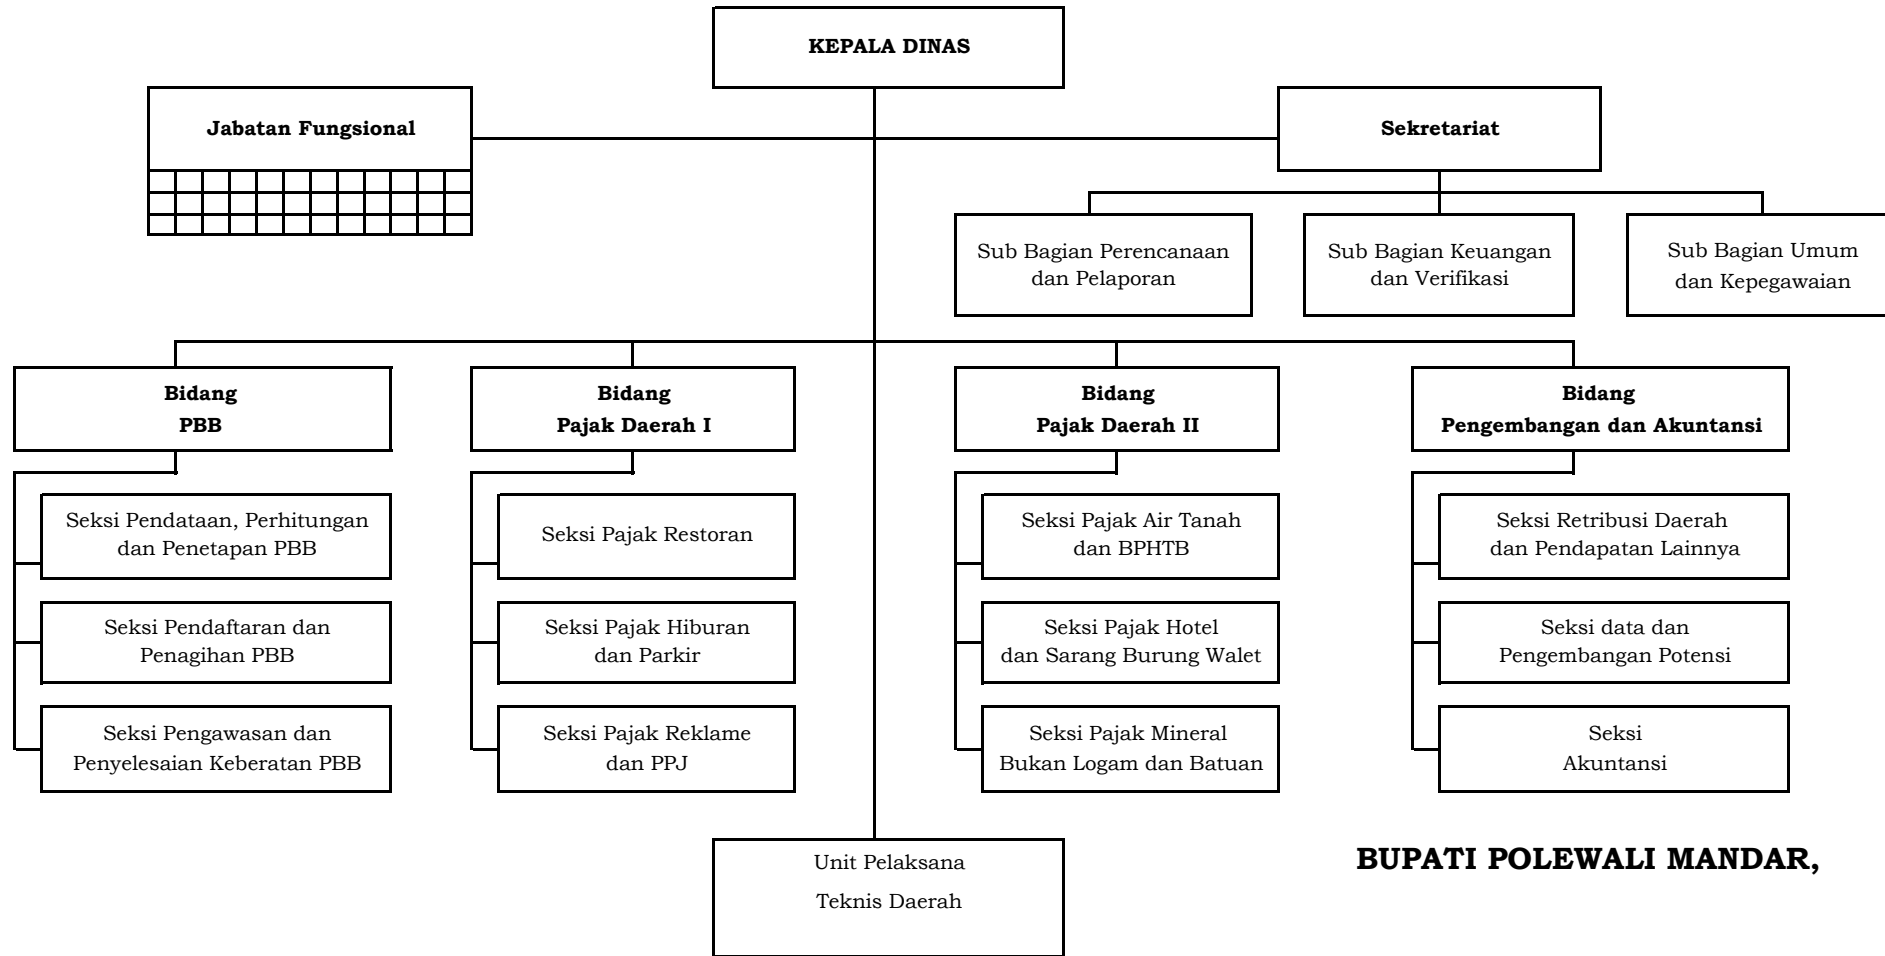 KEPALA DINAS
Jabatan Fungsional
Sekretariat
Sub Bagian Perencanaan
dan Pelaporan
Sub Bagian Keuangan
dan Verifikasi
Sub Bagian Umum
dan Kepegawaian
Bidang
PBB
Bidang
Pajak Daerah I
Bidang
Pajak Daerah II
Bidang
Pengembangan dan Akuntansi
Seksi Pendataan, Perhitungan
dan Penetapan PBB
Seksi Pendaftaran dan
Penagihan PBB
Seksi Pengawasan dan
Penyelesaian Keberatan PBB
Seksi Pajak Restoran
Seksi Pajak Hiburan
dan Parkir
Seksi Pajak Reklame
dan PPJ
Seksi Pajak Air Tanah
dan BPHTB
Seksi Pajak Hotel
dan Sarang Burung Walet
Seksi Pajak Mineral
Bukan Logam dan Batuan
Seksi Retribusi Daerah
dan Pendapatan Lainnya
Seksi data dan
Pengembangan Potensi
Seksi
Akuntansi
Unit Pelaksana
Teknis Daerah
BUPATI POLEWALI MANDAR,